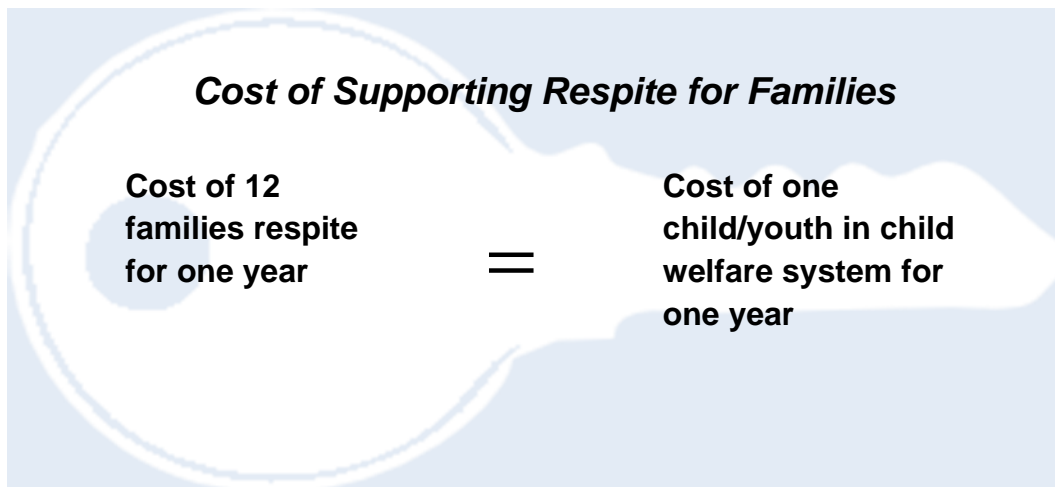 Cost of Supporting Respite for Families
Cost of 12
families respite
for one year
=
Cost of one
child/youth in child
welfare system for
one year